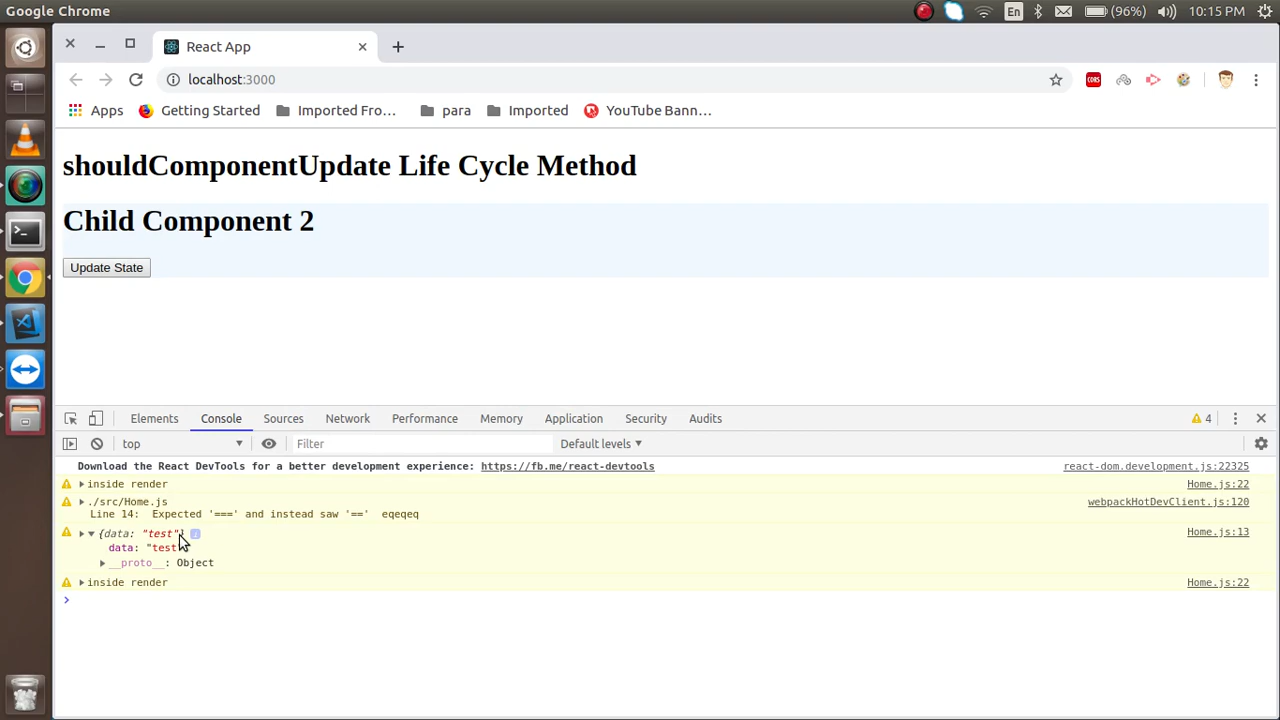 Google Chrome
En
(96%)
10:15 PM
React App
localhost:3000
CORS
Apps
Getting Started
Imported Fro...
para
Imported
YouTube Bann...
shouldComponentUpdate Life Cycle Method
Child Component 2
Update State
Elements
Console
Sources
Network
Performance
Memory
Application
Security
Audits
4
top
Filter
Default levels
Download the React DevTools for a better development experience: https://fb.me/react-devtools
react-dom.development.js:22325
inside render
Home.js:22
./src/Home.js
webpackHotDevClient.js:120
Line 14: Expected '===' and instead saw '==' eqeqeq
{data: "test"}
Home.js:13
data: "test"
__proto__: Object
inside render
Home.js:22